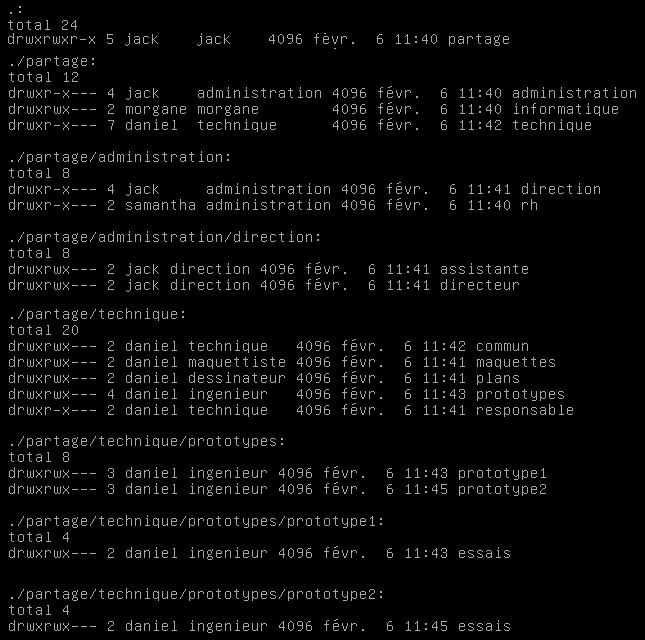 .:
total 24
drwxrwxr-x 5 jack     jack     4096 févr.  6 11:40 partage
./partage:
total 12
drwxr-x--- 4 jack    administration 4096 févr.  6 11:40 administration
drwxrwx--- 2 morgane morgane        4096 févr.  6 11:40 informatique
drwxr-x--- 7 daniel  technique      4096 févr.  6 11:42 technique

./partage/administration:
total 8
drwxr-x--- 4 jack     administration 4096 févr.  6 11:41 direction
drwxr-x--- 2 samantha administration 4096 févr.  6 11:40 rh

./partage/administration/direction:
total 8
drwxrwx--- 2 jack direction 4096 févr.  6 11:41 assistante
drwxrwx--- 2 jack direction 4096 févr.  6 11:41 directeur

./partage/technique:
total 20
drwxrwx--- 2 daniel technique   4096 févr.  6 11:42 commun
drwxrwx--- 2 daniel maquettiste 4096 févr.  6 11:41 maquettes
drwxrwx--- 2 daniel dessinateur 4096 févr.  6 11:41 plans
drwxrwx--- 4 daniel ingenieur   4096 févr.  6 11:43 prototypes
drwxr-x--- 2 daniel technique   4096 févr.  6 11:41 responsable

./partage/technique/prototypes:
total 8
drwxrwx--- 3 daniel ingenieur 4096 févr.  6 11:43 prototype1
drwxrwx--- 3 daniel ingenieur 4096 févr.  6 11:45 prototype2

./partage/technique/prototypes/prototype1:
total 4
drwxrwx--- 2 daniel ingenieur 4096 févr.  6 11:43 essais

./partage/technique/prototypes/prototype2:
total 4
drwxrwx--- 2 daniel ingenieur 4096 févr.  6 11:45 essais